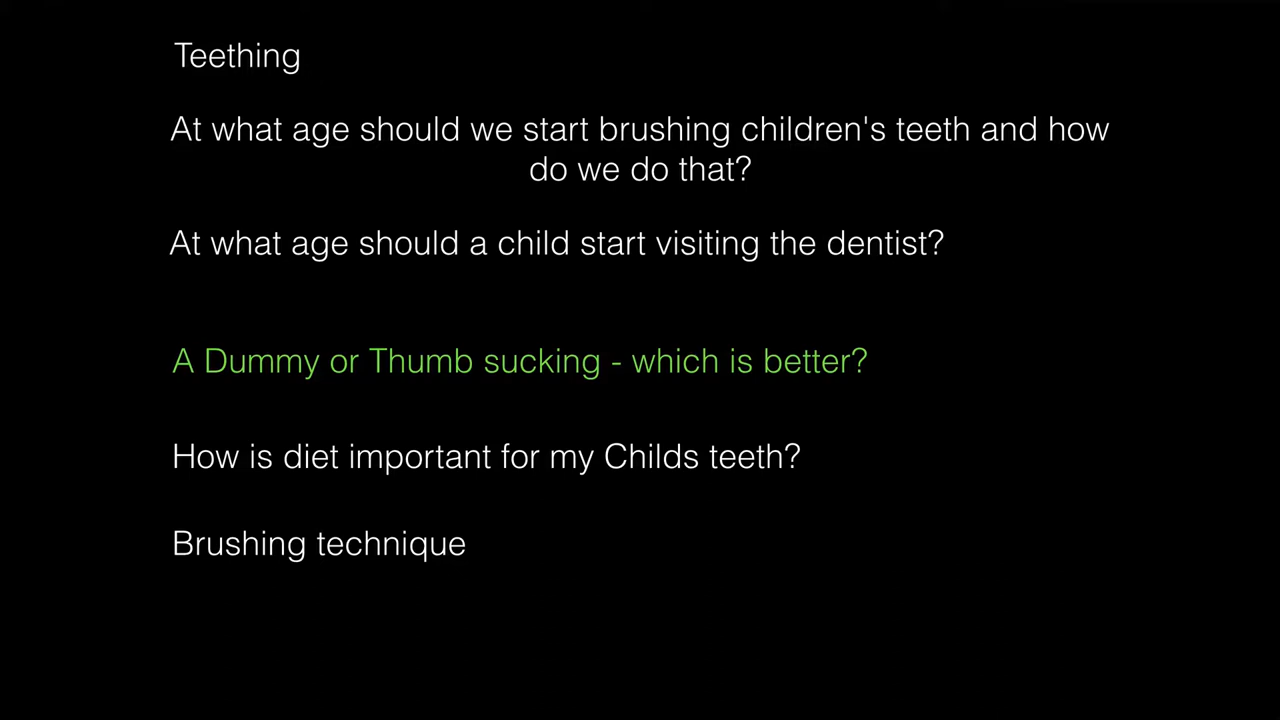 Teething
At what age should we start brushing children's teeth and how
do we do that?
At what age should a child start visiting the dentist?
A Dummy or Thumb sucking - which is better?
How is diet important for my Childs teeth?
Brushing technique